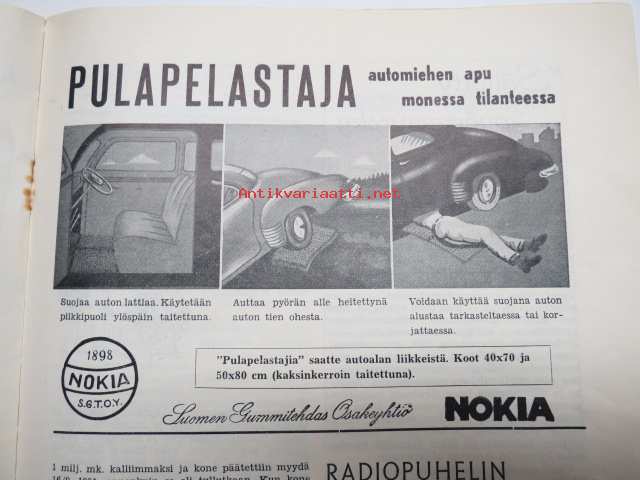 PULAPELASTAJA
automiehen apu
monessa tilanteessa
Antikvariaatti.net
Suojaa auton lattiaa. Käytetään
piikkipuoli ylöspäin taitettuna.
Auttaa pyörän alle heitettynä
auton tien ohesta.
Voidaan käyttää suojana auton
alustaa tarkasteltaessa tai kor-
jattaessa.
1898
NOKIA
S.G.T.O.Y.
"Pulapelastajia" saatte autoalan liikkeistä. Koot 40x70 ja
50x80 cm (kaksinkerroin taitettuna).
Suomen Gummitehdas Osakeyhtiö
NOKIA
1 milj. mk. kalliimmaksi ja kone päätettiin myydä
RADIOPUHELIN